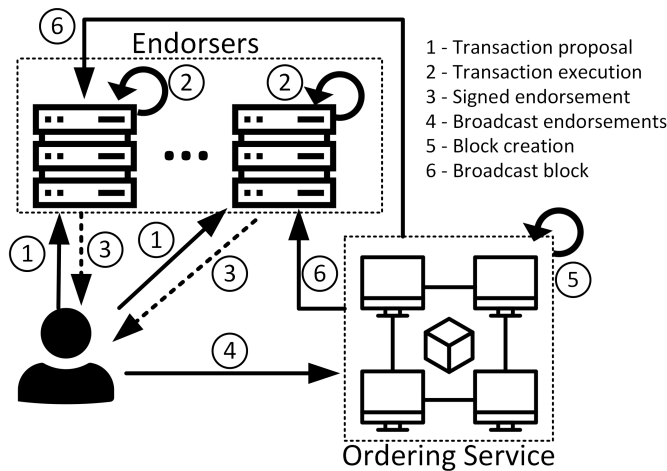 6
Endorsers
1 - Transaction proposal
2 - Transaction execution
3 - Signed endorsement
4 - Broadcast endorsements
5 - Block creation
6 - Broadcast block
2
2
1
3
1
3
6
5
4
Ordering Service